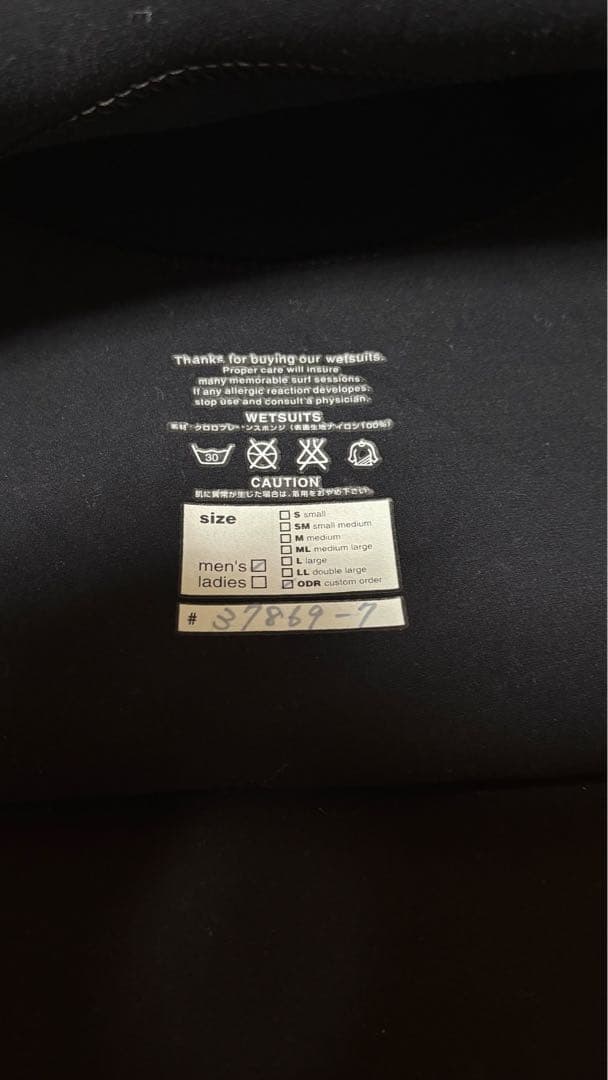 Thanks for buying our wetsuits.
Proper care will insure
many memorable surf sessions.
If any allergic reaction developes.
stop use and consult a physician.
WETSUITS
素材 クロロプレーンスポンジ (表面生地ナイロン100%)
30
CAUTION
肌に異常が生じた場合は、着用をおやめ下さい
size
men's
ladies
S small
SM small medium
M medium
ML medium large
L large
LL double large
ODR custom order
# 37869-7